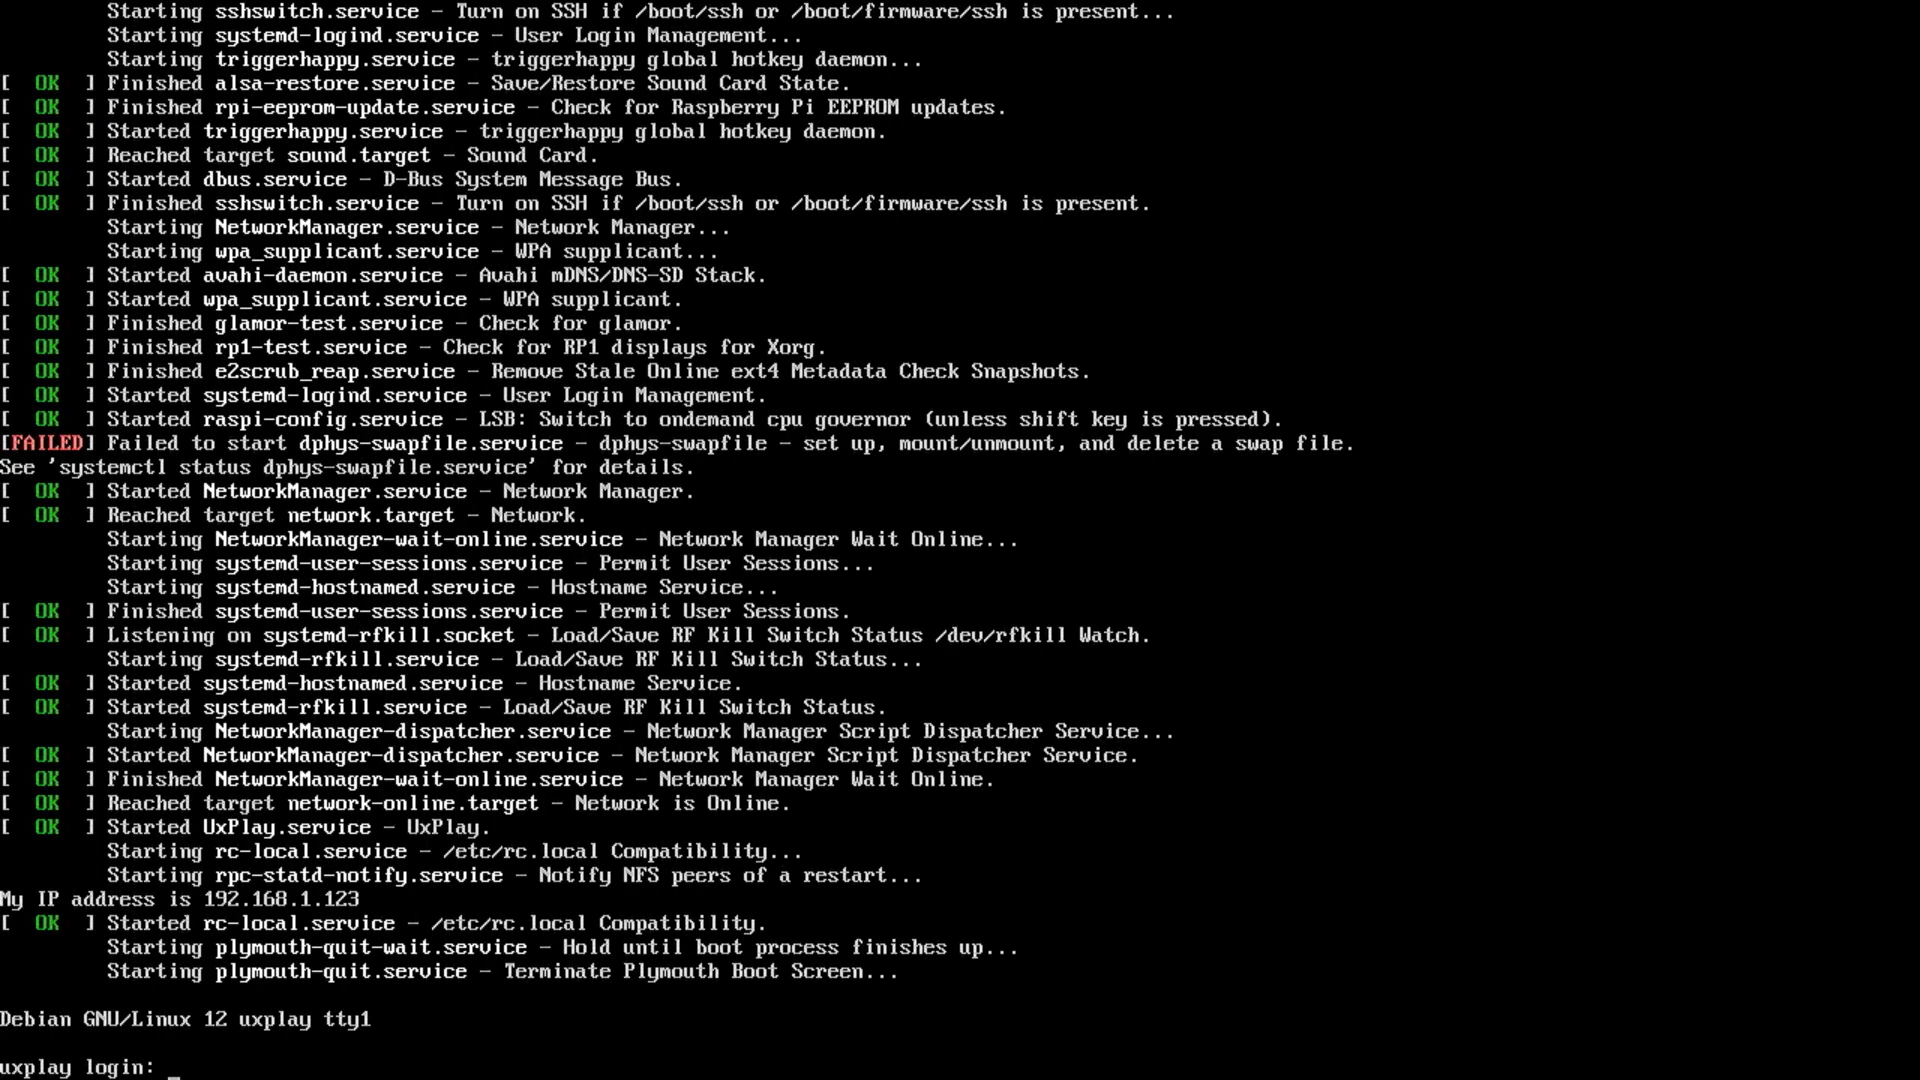 Starting sshswitch.service - Turn on SSH if /boot/ssh or /boot/firmware/ssh is present...
Starting systemd-logind.service - User Login Management...
Starting triggerhappy.service - triggerhappy global hotkey daemon...
[  OK  ] Finished alsa-restore.service - Save/Restore Sound Card State.
[  OK  ] Finished rpi-eeprom-update.service - Check for Raspberry Pi EEPROM updates.
[  OK  ] Started triggerhappy.service - triggerhappy global hotkey daemon.
[  OK  ] Reached target sound.target - Sound Card.
[  OK  ] Started dbus.service - D-Bus System Message Bus.
[  OK  ] Finished sshswitch.service - Turn on SSH if /boot/ssh or /boot/firmware/ssh is present.
Starting NetworkManager.service - Network Manager...
Starting wpa_supplicant.service - WPA supplicant...
[  OK  ] Started avahi-daemon.service - Avahi mDNS/DNS-SD Stack.
[  OK  ] Started wpa_supplicant.service - WPA supplicant.
[  OK  ] Finished glamor-test.service - Check for glamor.
[  OK  ] Finished rp1-test.service - Check for RP1 displays for Xorg.
[  OK  ] Finished e2scrub_reap.service - Remove Stale Online ext4 Metadata Check Snapshots.
[  OK  ] Started systemd-logind.service - User Login Management.
[  OK  ] Started raspi-config.service - LSB: Switch to ondemand cpu governor (unless shift key is pressed).
[FAILED] Failed to start dphys-swapfile.service - dphys-swapfile - set up, mount/unmount, and delete a swap file.
See 'systemctl status dphys-swapfile.service' for details.
[  OK  ] Started NetworkManager.service - Network Manager.
[  OK  ] Reached target network.target - Network.
Starting NetworkManager-wait-online.service - Network Manager Wait Online...
Starting systemd-user-sessions.service - Permit User Sessions...
Starting systemd-hostnamed.service - Hostname Service...
[  OK  ] Finished systemd-user-sessions.service - Permit User Sessions.
[  OK  ] Listening on systemd-rfkill.socket - Load/Save RF Kill Switch Status /dev/rfkill Watch.
Starting systemd-rfkill.service - Load/Save RF Kill Switch Status...
[  OK  ] Started systemd-hostnamed.service - Hostname Service.
[  OK  ] Started systemd-rfkill.service - Load/Save RF Kill Switch Status.
Starting NetworkManager-dispatcher.service - Network Manager Script Dispatcher Service...
[  OK  ] Started NetworkManager-dispatcher.service - Network Manager Script Dispatcher Service.
[  OK  ] Finished NetworkManager-wait-online.service - Network Manager Wait Online.
[  OK  ] Reached target network-online.target - Network is Online.
[  OK  ] Started UxPlay.service - UxPlay.
Starting rc-local.service - /etc/rc.local Compatibility...
Starting rpc-statd-notify.service - Notify NFS peers of a restart...
My IP address is 192.168.1.123
[  OK  ] Started rc-local.service - /etc/rc.local Compatibility.
Starting plymouth-quit-wait.service - Hold until boot process finishes up...
Starting plymouth-quit.service - Terminate Plymouth Boot Screen...
Debian GNU/Linux 12 uxplay tty1
uxplay login: _